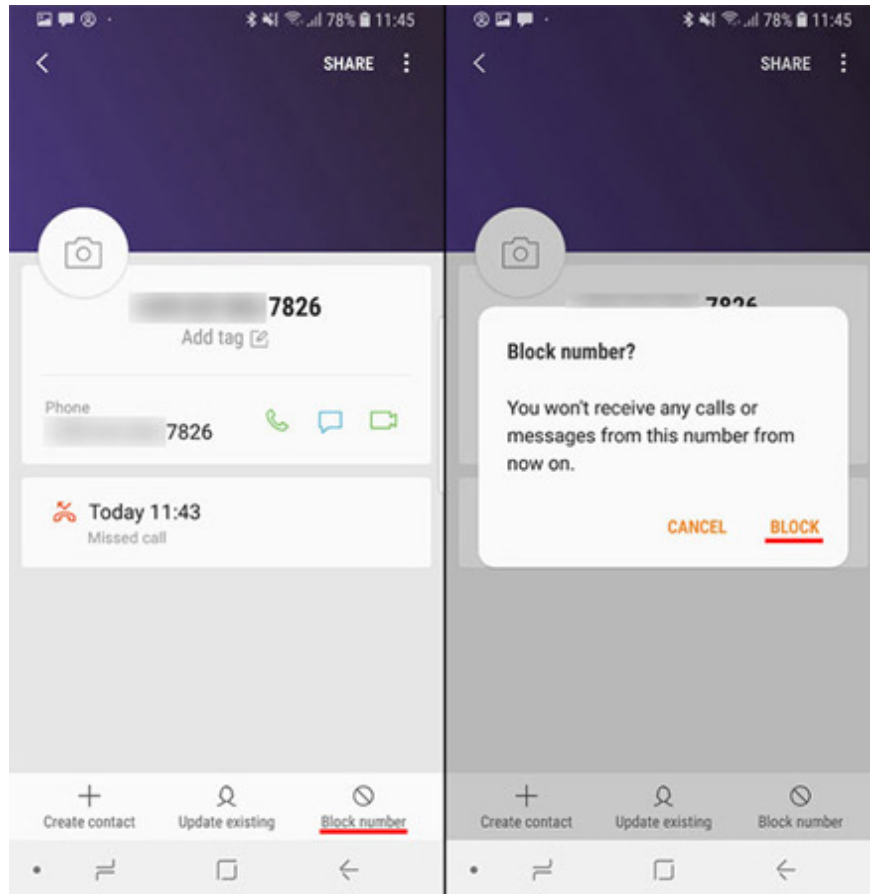 78% 11:45
SHARE
7826
Add tag
Phone
7826
Today 11:43
Missed call
Create contact
Update existing
Block number
78% 11:45
SHARE
7826
Block number?
You won't receive any calls or
messages from this number from
now on.
CANCEL
BLOCK
Create contact
Update existing
Block number